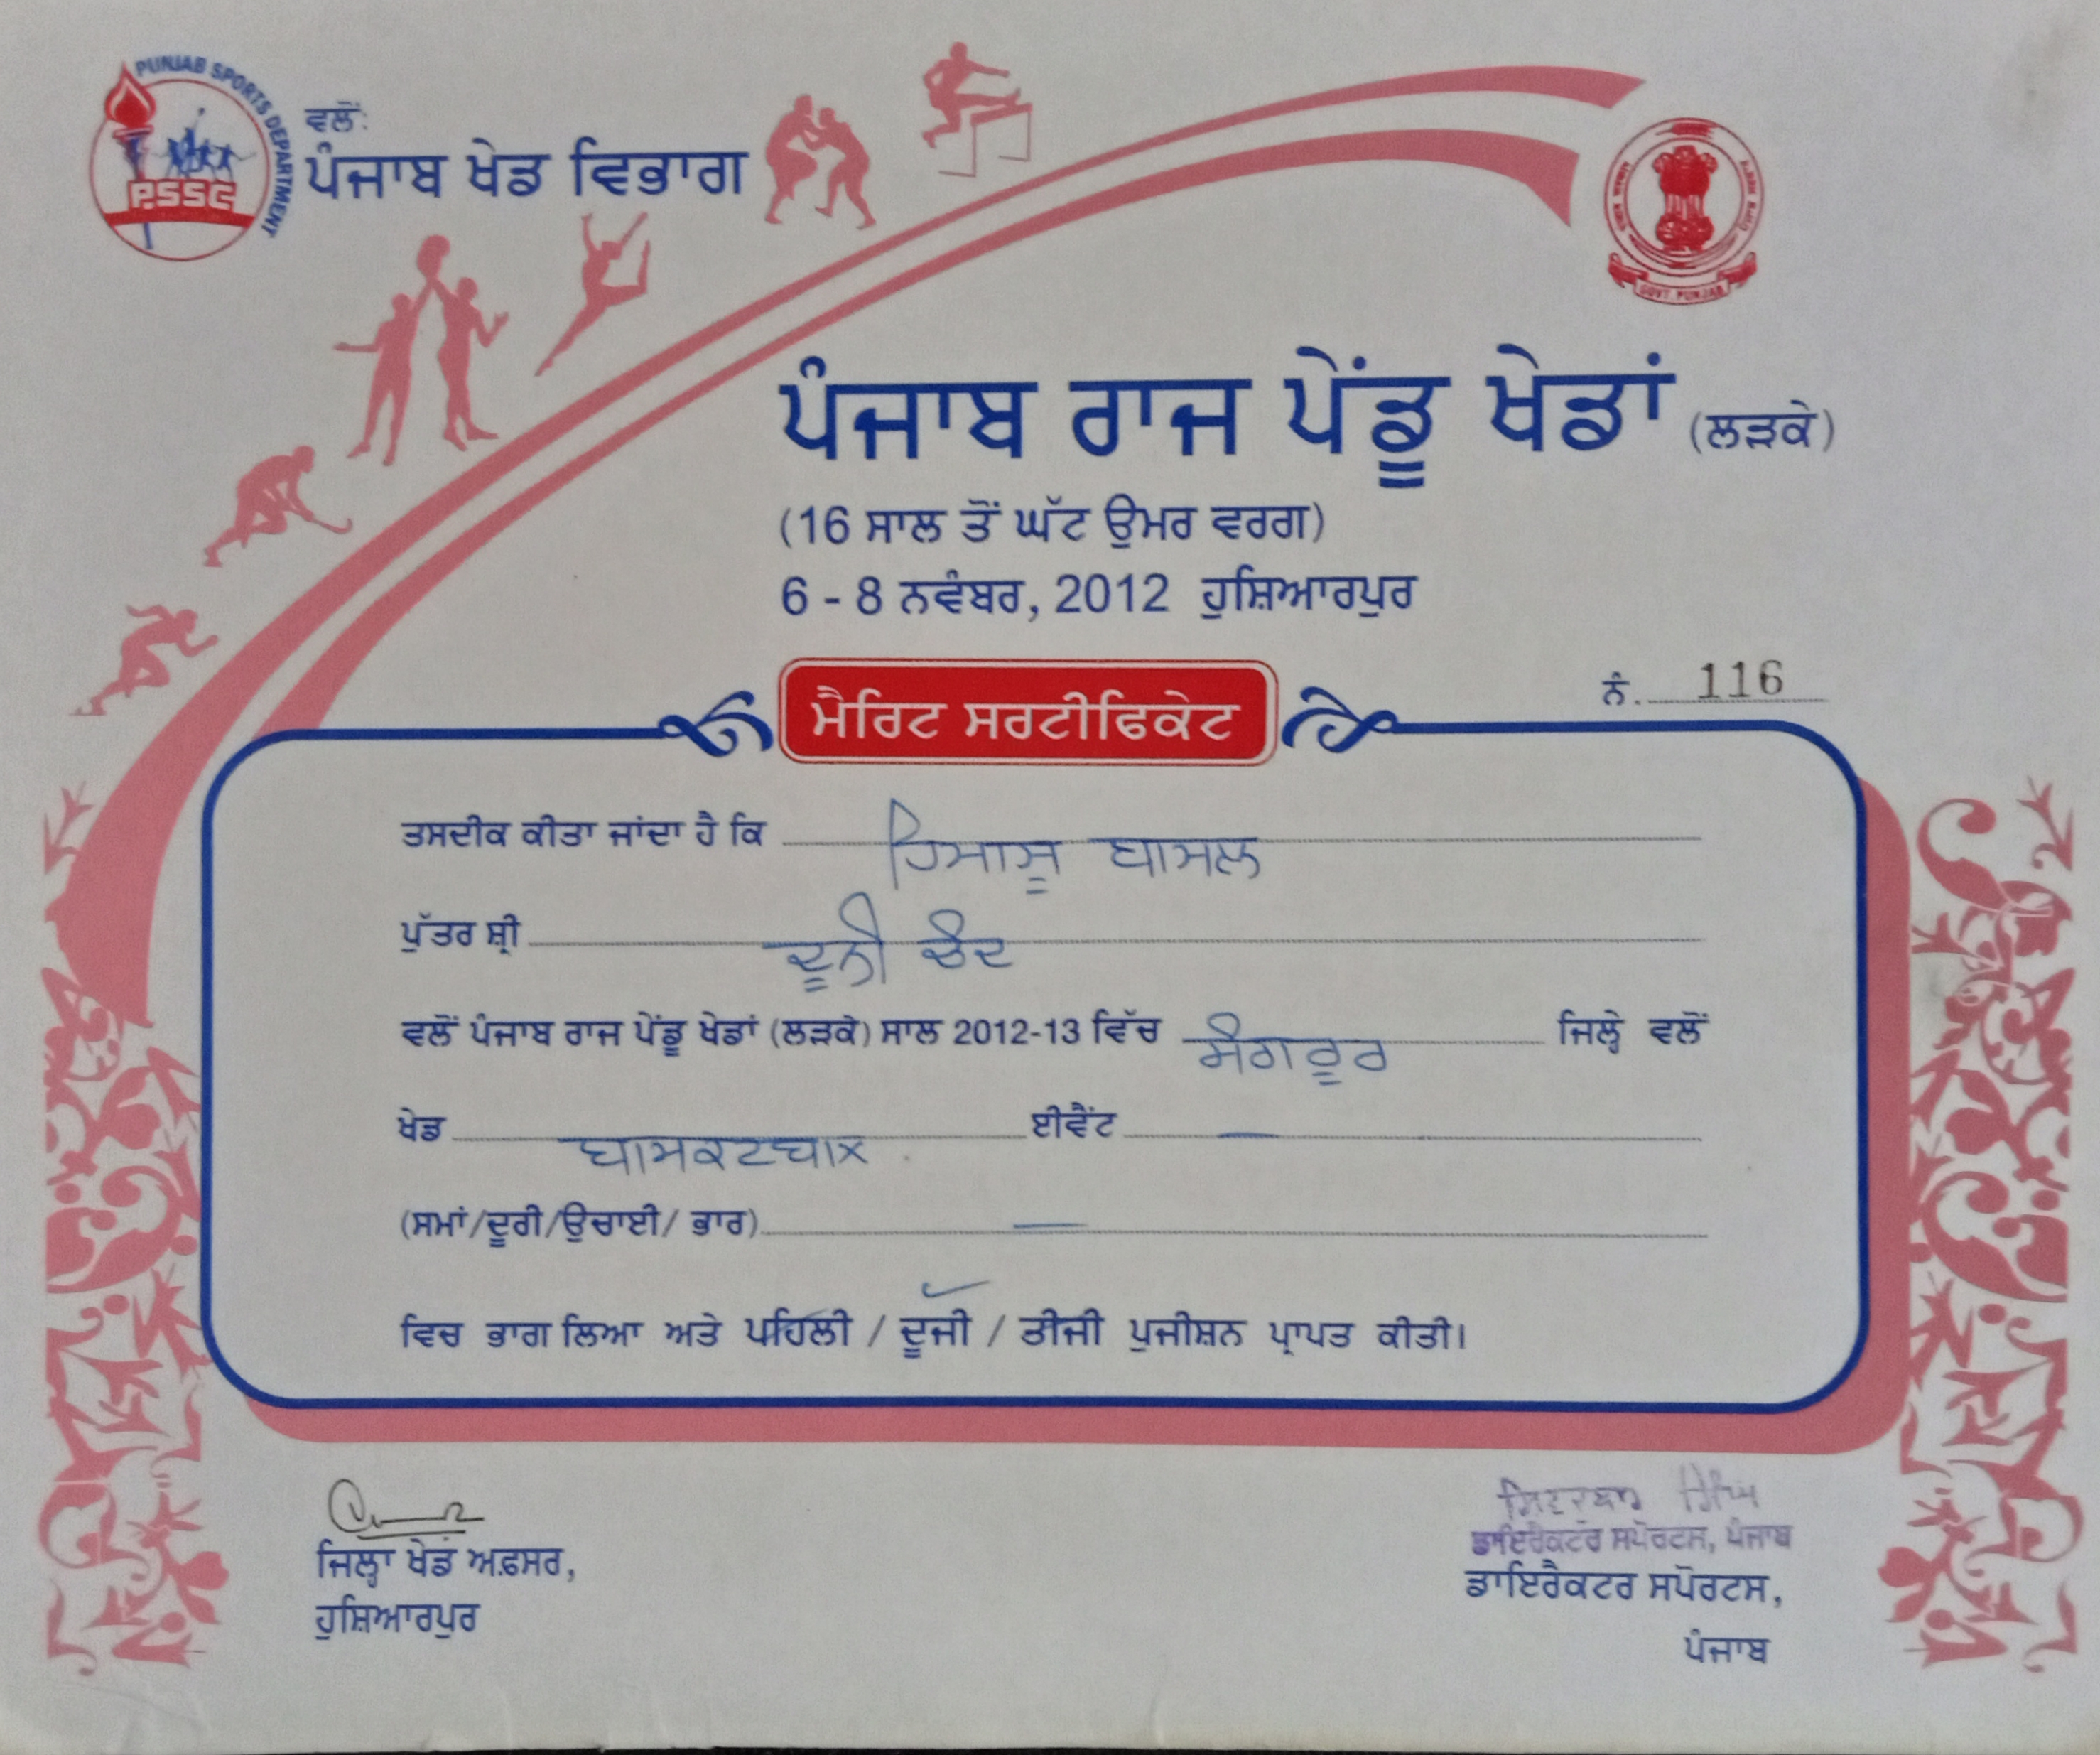 PUNJAB SPORTS DEPARTMENT
P.S.S.C
ਵਲੋਂ:
ਪੰਜਾਬ ਖੇਡ ਵਿਭਾਗ
GOVT. PUNJAB
ਪੰਜਾਬ ਰਾਜ ਪੇਂਡੂ ਖੇਡਾਂ (ਲੜਕੇ)
(16 ਸਾਲ ਤੋਂ ਘੱਟ ਉਮਰ ਵਰਗ)
6 - 8 ਨਵੰਬਰ, 2012 ਹੁਸ਼ਿਆਰਪੁਰ
ਨੰ. 116
ਮੈਰਿਟ ਸਰਟੀਫਿਕੇਟ
ਤਸਦੀਕ ਕੀਤਾ ਜਾਂਦਾ ਹੈ ਕਿ ਹਿਮਾਸੂ ਬਾਸਲ
ਪੁੱਤਰ ਸ਼੍ਰੀ ਦੂਨੀ ਚੰਦ
ਵਲੋਂ ਪੰਜਾਬ ਰਾਜ ਪੇਂਡੂ ਖੇਡਾਂ (ਲੜਕੇ) ਸਾਲ 2012-13 ਵਿੱਚ ਸੰਗਰੂਰ ਜਿਲ੍ਹੇ ਵਲੋਂ
ਖੇਡ ਬਾਸਕਟਬਾਲ ਈਵੈਂਟ —
(ਸਮਾਂ/ਦੂਰੀ/ਉਚਾਈ/ ਭਾਰ) —
ਵਿਚ ਭਾਗ ਲਿਆ ਅਤੇ ਪਹਿਲੀ / ਦੂਜੀ / ਤੀਜੀ ਪੁਜੀਸ਼ਨ ਪ੍ਰਾਪਤ ਕੀਤੀ।
ਸਿੰਘ
ਡਾਇਰੈਕਟਰ ਸਪੋਰਟਸ, ਪੰਜਾਬ
ਜਿਲ੍ਹਾ ਖੇਡ ਅਫ਼ਸਰ,
ਹੁਸ਼ਿਆਰਪੁਰ
ਡਾਇਰੈਕਟਰ ਸਪੋਰਟਸ,
ਪੰਜਾਬ